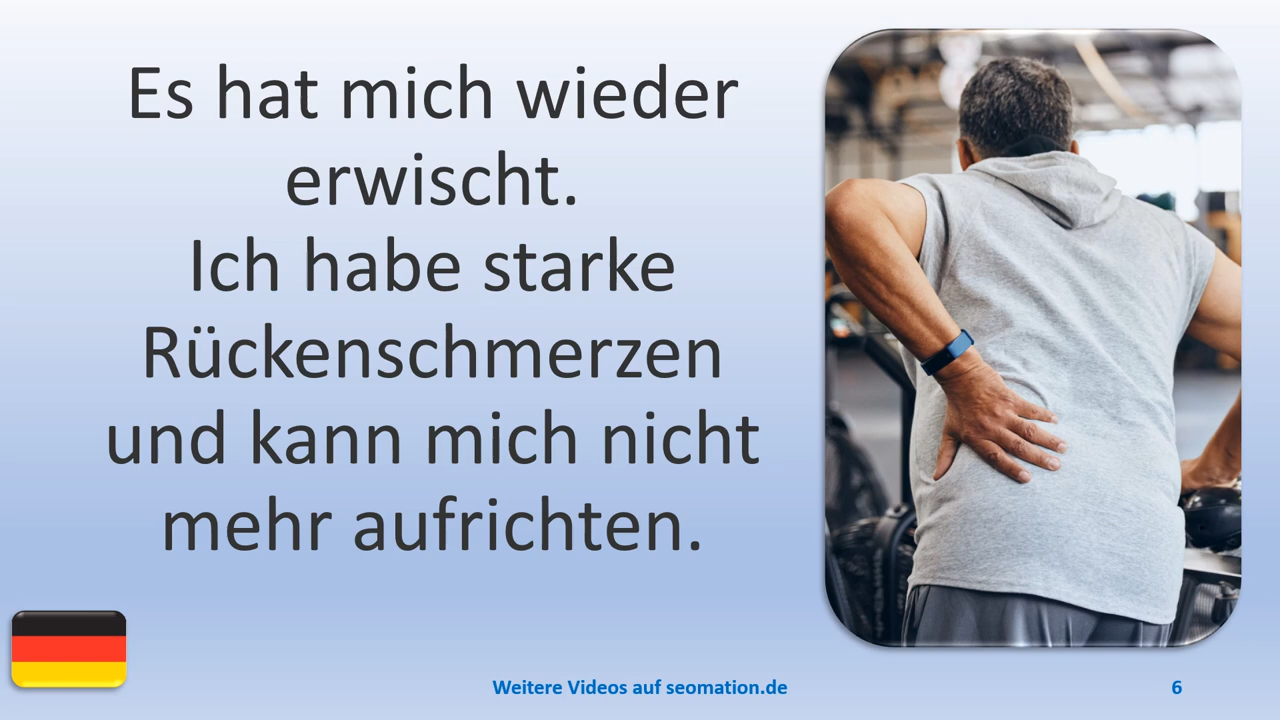 Es hat mich wieder
erwischt.
Ich habe starke
Rückenschmerzen
und kann mich nicht
mehr aufrichten.
Weitere Videos auf seomation.de
6